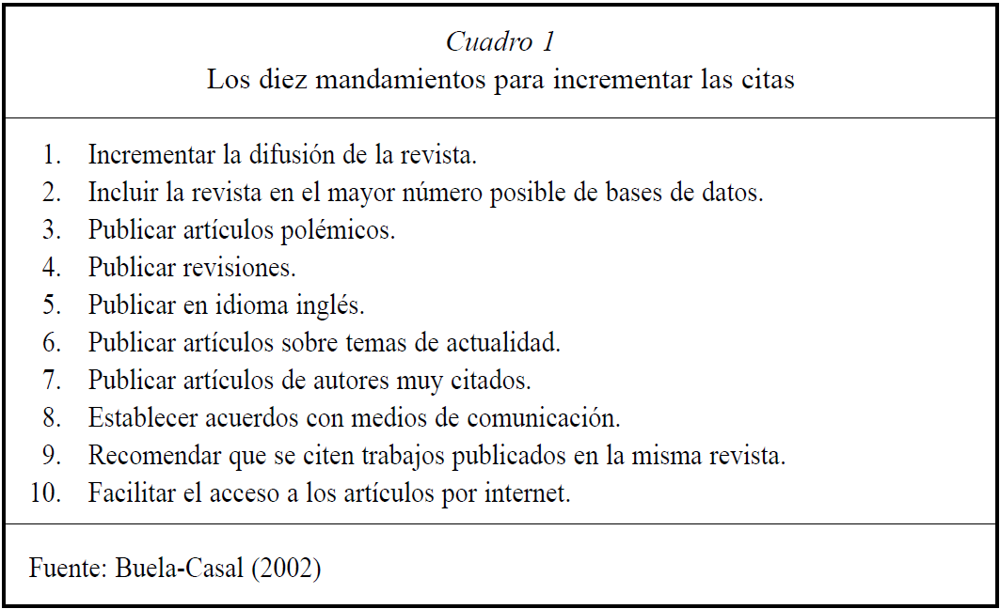 Cuadro 1
Los diez mandamientos para incrementar las citas
1. Incrementar la difusión de la revista.
2. Incluir la revista en el mayor número posible de bases de datos.
3. Publicar artículos polémicos.
4. Publicar revisiones.
5. Publicar en idioma inglés.
6. Publicar artículos sobre temas de actualidad.
7. Publicar artículos de autores muy citados.
8. Establecer acuerdos con medios de comunicación.
9. Recomendar que se citen trabajos publicados en la misma revista.
10. Facilitar el acceso a los artículos por internet.
Fuente: Buela-Casal (2002)